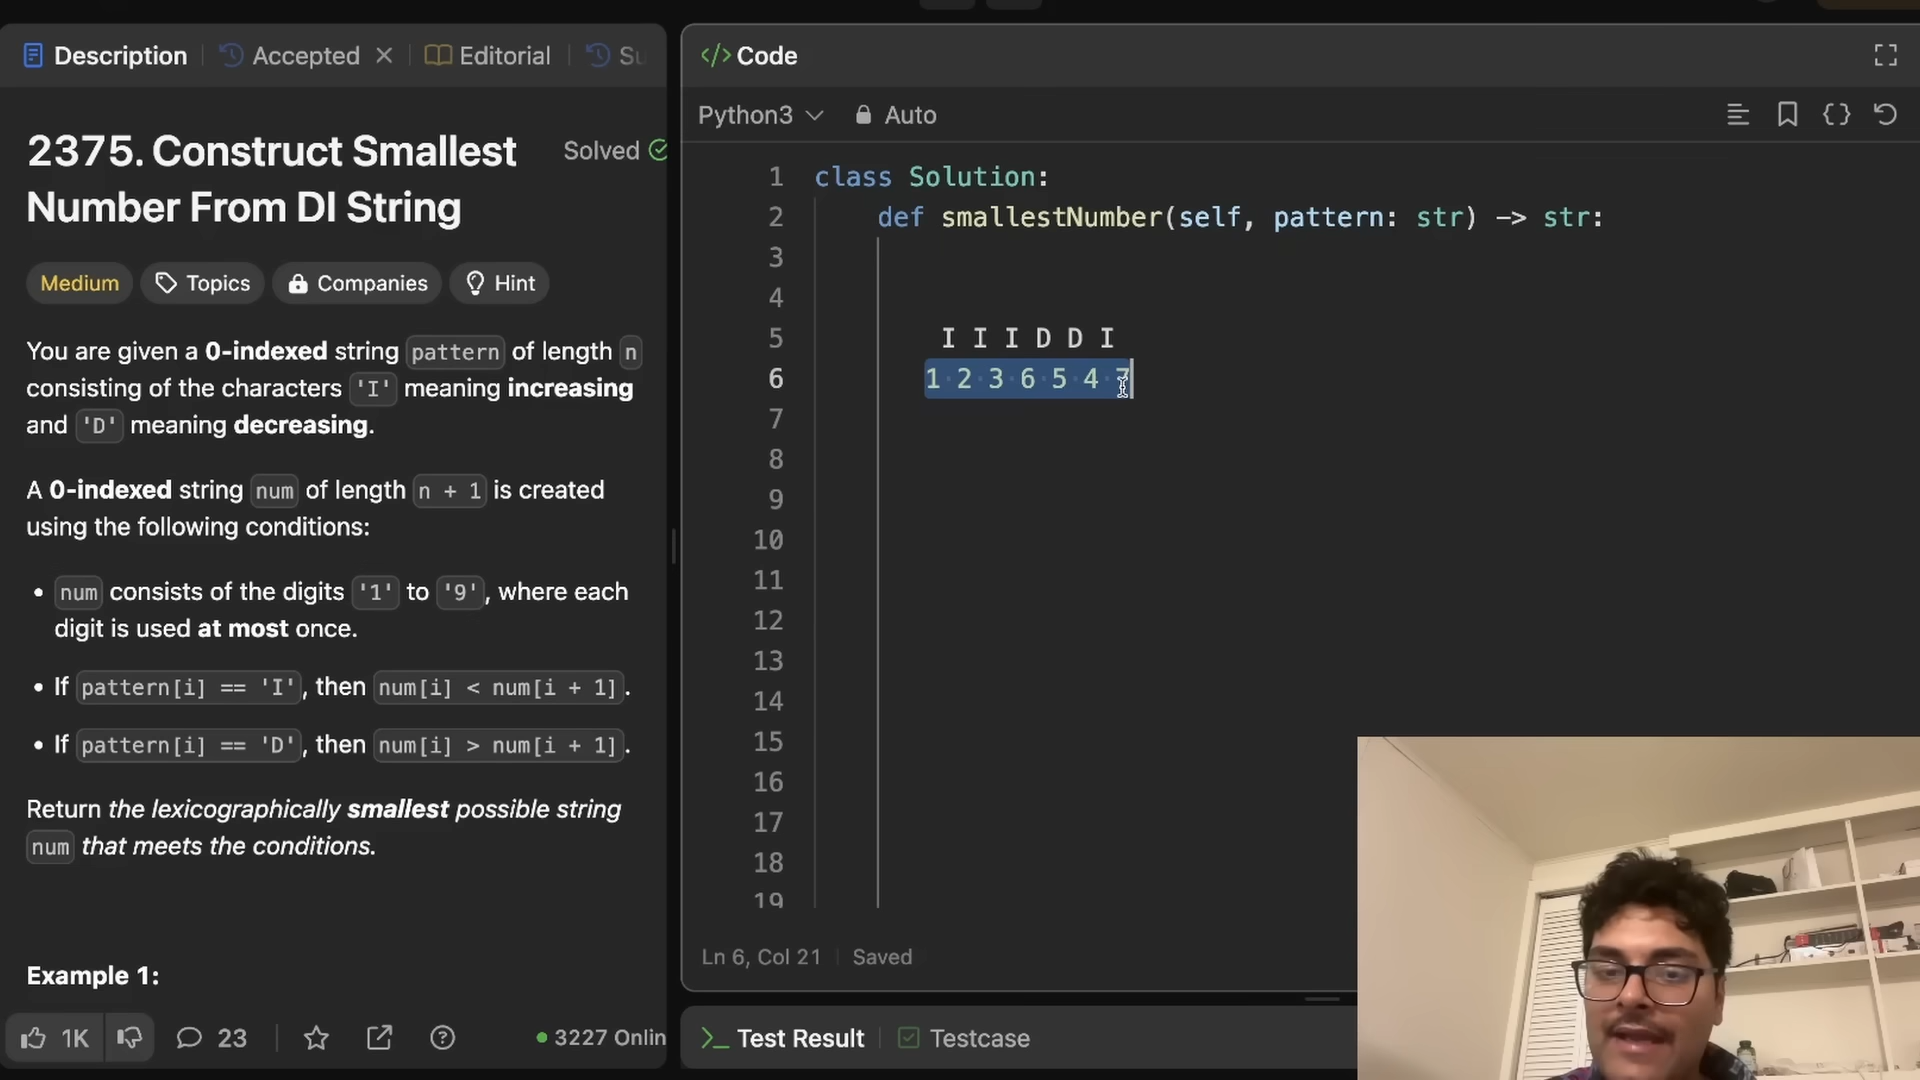 Description
Accepted
Editorial
Su
2375. Construct Smallest
Number From DI String
Solved
Medium
Topics
Companies
Hint
You are given a 0-indexed string pattern of length n
consisting of the characters 'I' meaning increasing
and 'D' meaning decreasing.
A 0-indexed string num of length n + 1 is created
using the following conditions:
• num consists of the digits '1' to '9', where each
digit is used at most once.
• If pattern[i] == 'I', then num[i] < num[i + 1].
• If pattern[i] == 'D', then num[i] > num[i + 1].
Return the lexicographically smallest possible string
num that meets the conditions.
Example 1:
1K
23
3227 Onlin
</> Code
Python3
Auto
1 class Solution:
2 def smallestNumber(self, pattern: str) -> str:
3
4
5 I I I D D I
6 1 2 3 6 5 4 7
7
8
9
10
11
12
13
14
15
16
17
18
19
Ln 6, Col 21
Saved
Test Result
Testcase